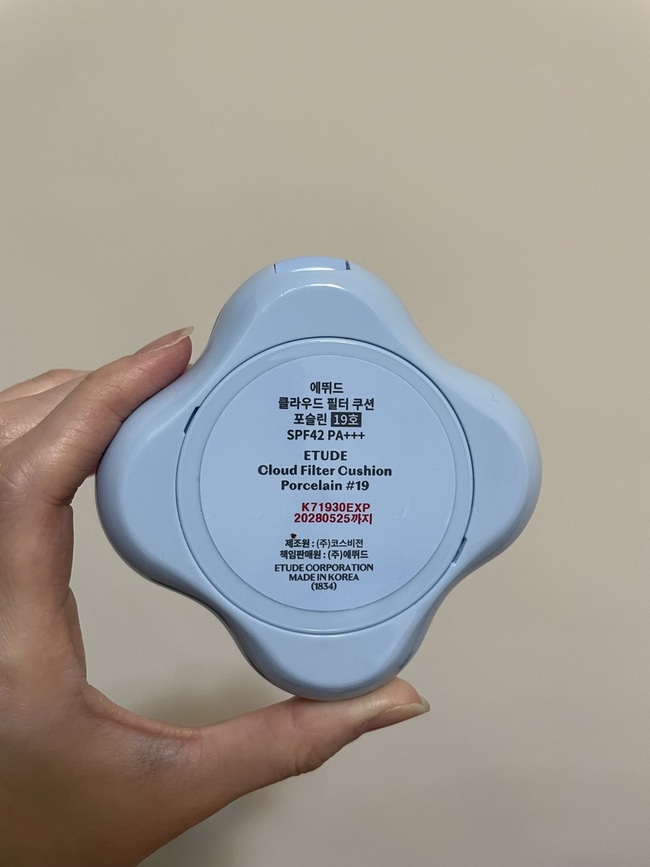 에뛰드
클라우드 필터 쿠션
포슬린 19호
SPF42 PA+++
ETUDE
Cloud Filter Cushion
Porcelain #19
K71930EXP
20280525까지
제조원 : (주)코스비전
책임판매원 : (주)에뛰드
ETUDE CORPORATION
MADE IN KOREA
(1834)